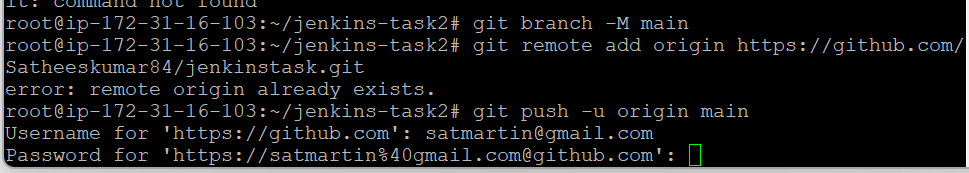 it: command not found
root@ip-172-31-16-103:~/jenkins-task2# git branch -M main
root@ip-172-31-16-103:~/jenkins-task2# git remote add origin https://github.com/
Satheeskumar84/jenkinstask.git
error: remote origin already exists.
root@ip-172-31-16-103:~/jenkins-task2# git push -u origin main
Username for 'https://github.com': satmartin@gmail.com
Password for 'https://satmartin%40gmail.com@github.com':